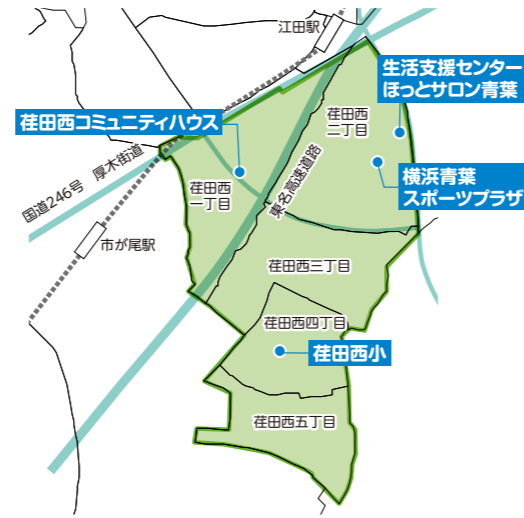 江田駅
生活支援センター
ほっとサロン青葉
荏田西
二丁目
荏田西コミュニティハウス
国道246号 厚木街道
横浜青葉
スポーツプラザ
荏田西
一丁目
東名高速道路
市が尾駅
荏田西三丁目
荏田西四丁目
荏田西小
荏田西五丁目